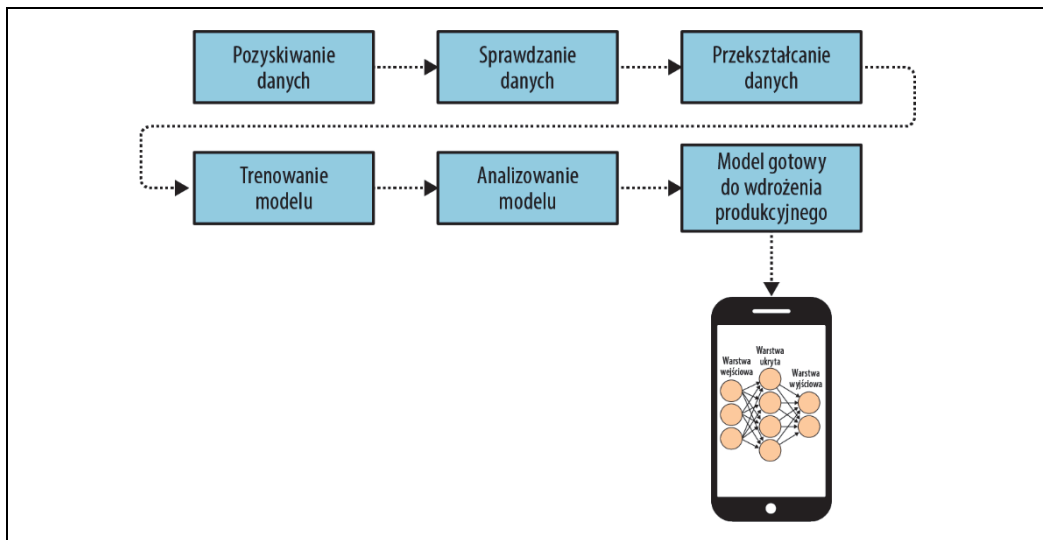 Pozyskiwanie
danych
Sprawdzanie
danych
Przekształcanie
danych
Trenowanie
modelu
Analizowanie
modelu
Model gotowy
do wdrożenia
produkcyjnego
Warstwa
wejściowa
Warstwa
ukryta
Warstwa
wyjściowa